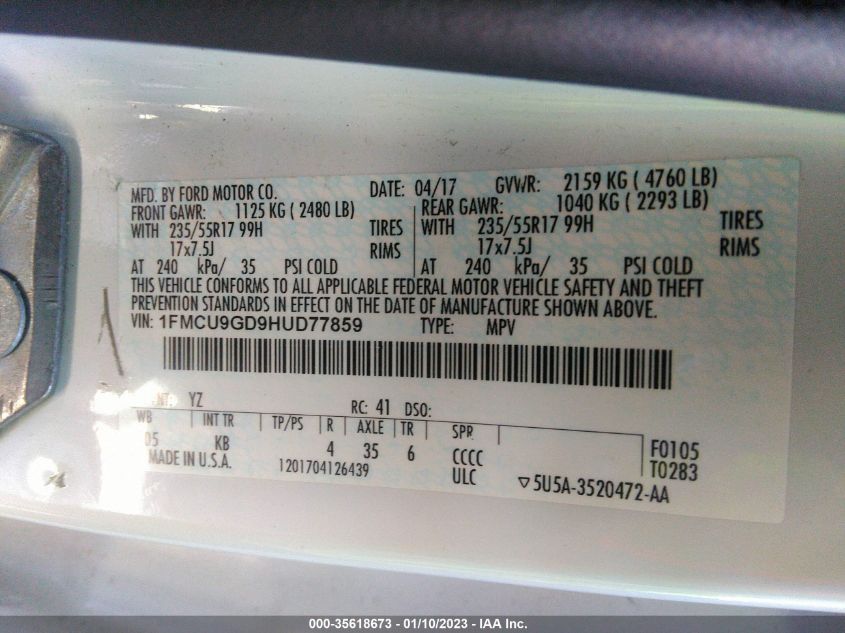 MFD. BY FORD MOTOR CO. DATE: 04/17 GVWR: 2159 KG ( 4760 LB)
FRONT GAWR: 1125 KG ( 2480 LB) REAR GAWR: 1040 KG ( 2293 LB)
WITH 235/55R17 99H TIRES WITH 235/55R17 99H TIRES
17x7.5J RIMS 17x7.5J RIMS
AT 240 kPa/ 35 PSI COLD AT 240 kPa/ 35 PSI COLD
THIS VEHICLE CONFORMS TO ALL APPLICABLE FEDERAL MOTOR VEHICLE SAFETY AND THEFT
PREVENTION STANDARDS IN EFFECT ON THE DATE OF MANUFACTURE SHOWN ABOVE.
VIN: 1FMCU9GD9HUD77859 TYPE: MPV
YZ RC: 41 DSO:
WB INT TR TP/PS R AXLE TR SPR
05 KB 4 35 6 CCCC F0105
MADE IN U.S.A. 1201704126439 ULC T0283
▽5U5A-3520472-AA
000-35618673 - 01/10/2023 - IAA Inc.